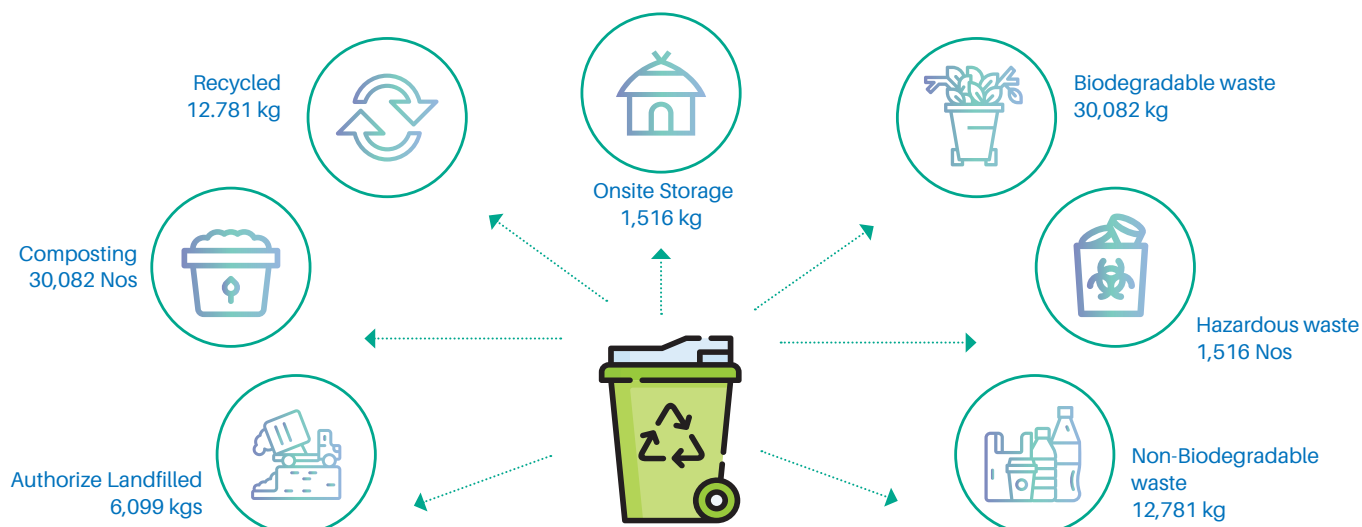 Recycled
12.781 kg
Onsite Storage
1,516 kg
Biodegradable waste
30,082 kg
Composting
30,082 Nos
Hazardous waste
1,516 Nos
Authorize Landfilled
6,099 kgs
Non-Biodegradable
waste
12,781 kg